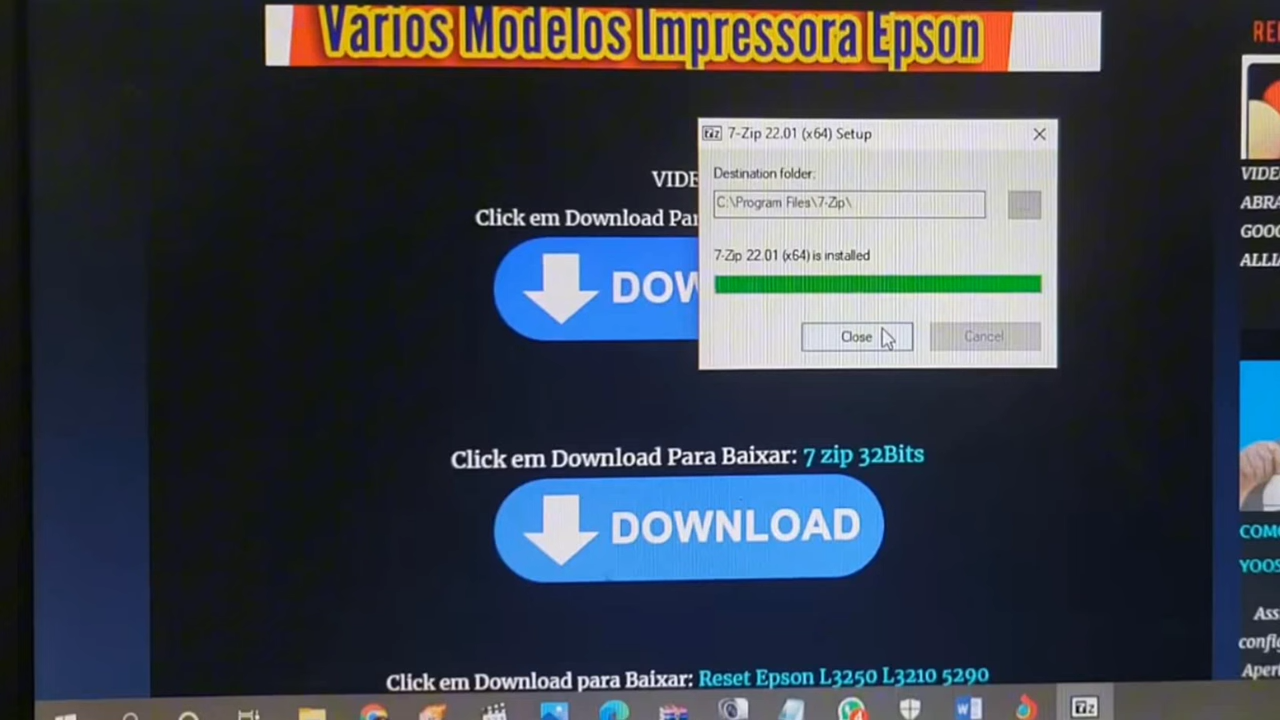 Vários Modelos Impressora Epson
RE
7-Zip 22.01 (x64) Setup
Destination folder:
C:\Program Files\7-Zip\
7-Zip 22.01 (x64) is installed
Close
Cancel
VIDE
Click em Download Par
DOW
Click em Download Para Baixar: 7 zip 32Bits
DOWNLOAD
Click em Download para Baixar: Reset Epson L3250 L3210 5290
VIDE
ABRA
GOO
ALLI
COMO
YOOS
Ass
config
Aper